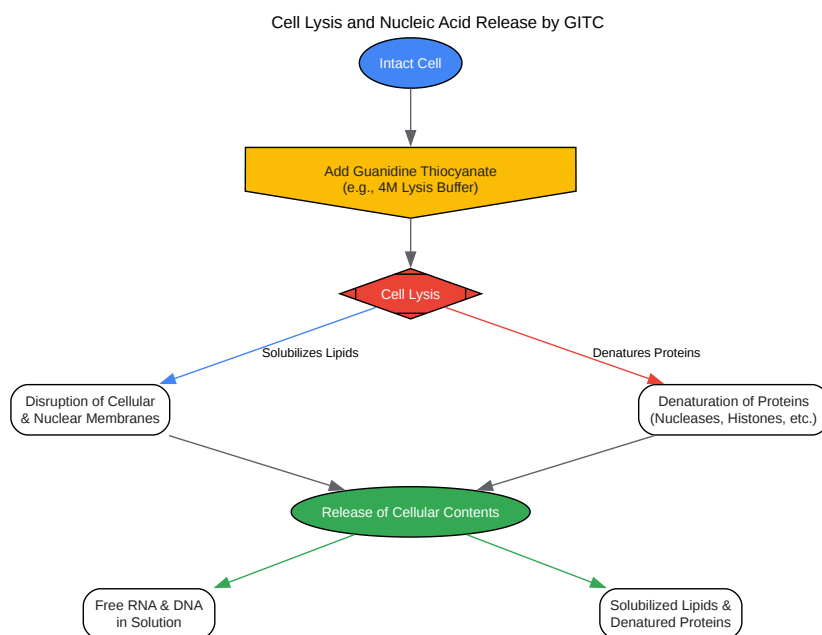 Cell Lysis and Nucleic Acid Release by GITC
Intact Cell
Add Guanidine Thiocyanate
(e.g., 4M Lysis Buffer)
Cell Lysis
Solubilizes Lipids
Denatures Proteins
Disruption of Cellular
& Nuclear Membranes
Denaturation of Proteins
(Nucleases, Histones, etc.)
Release of Cellular Contents
Free RNA & DNA
in Solution
Solubilized Lipids &
Denatured Proteins